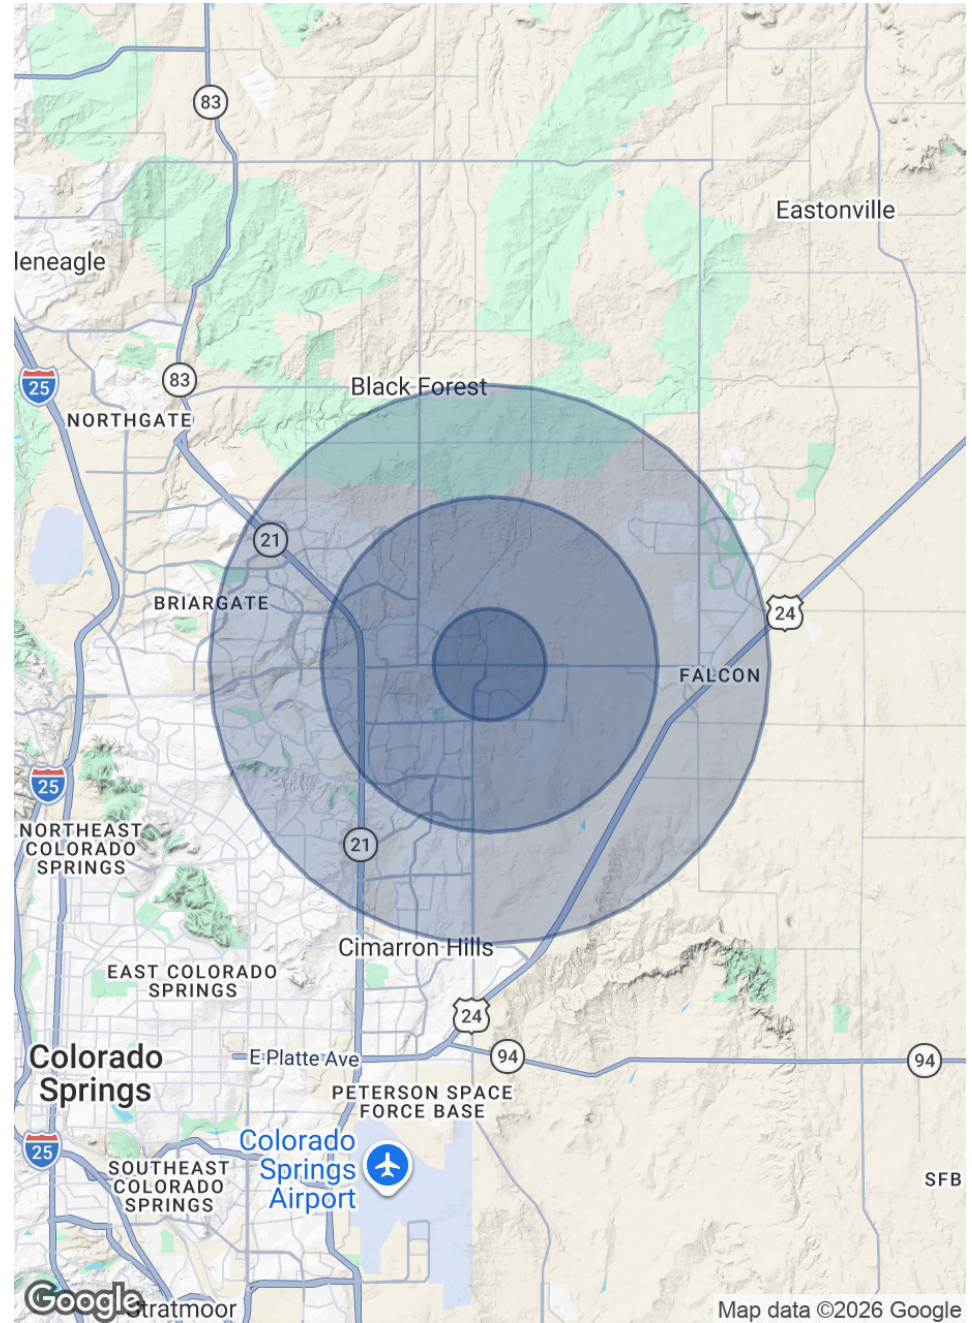 83
Eastonville
leneagle
25
83
Black Forest
NORTHGATE
21
BRIARGATE
24
FALCON
25
NORTHEAST
COLORADO
SPRINGS
21
Cimarron Hills
EAST COLORADO
SPRINGS
24
Colorado
Springs
E Platte Ave
94
94
PETERSON SPACE
FORCE BASE
25
Colorado
Springs
Airport
SOUTHEAST
COLORADO
SPRINGS
SFB
Google
Stratmoor
Map data ©2026 Google